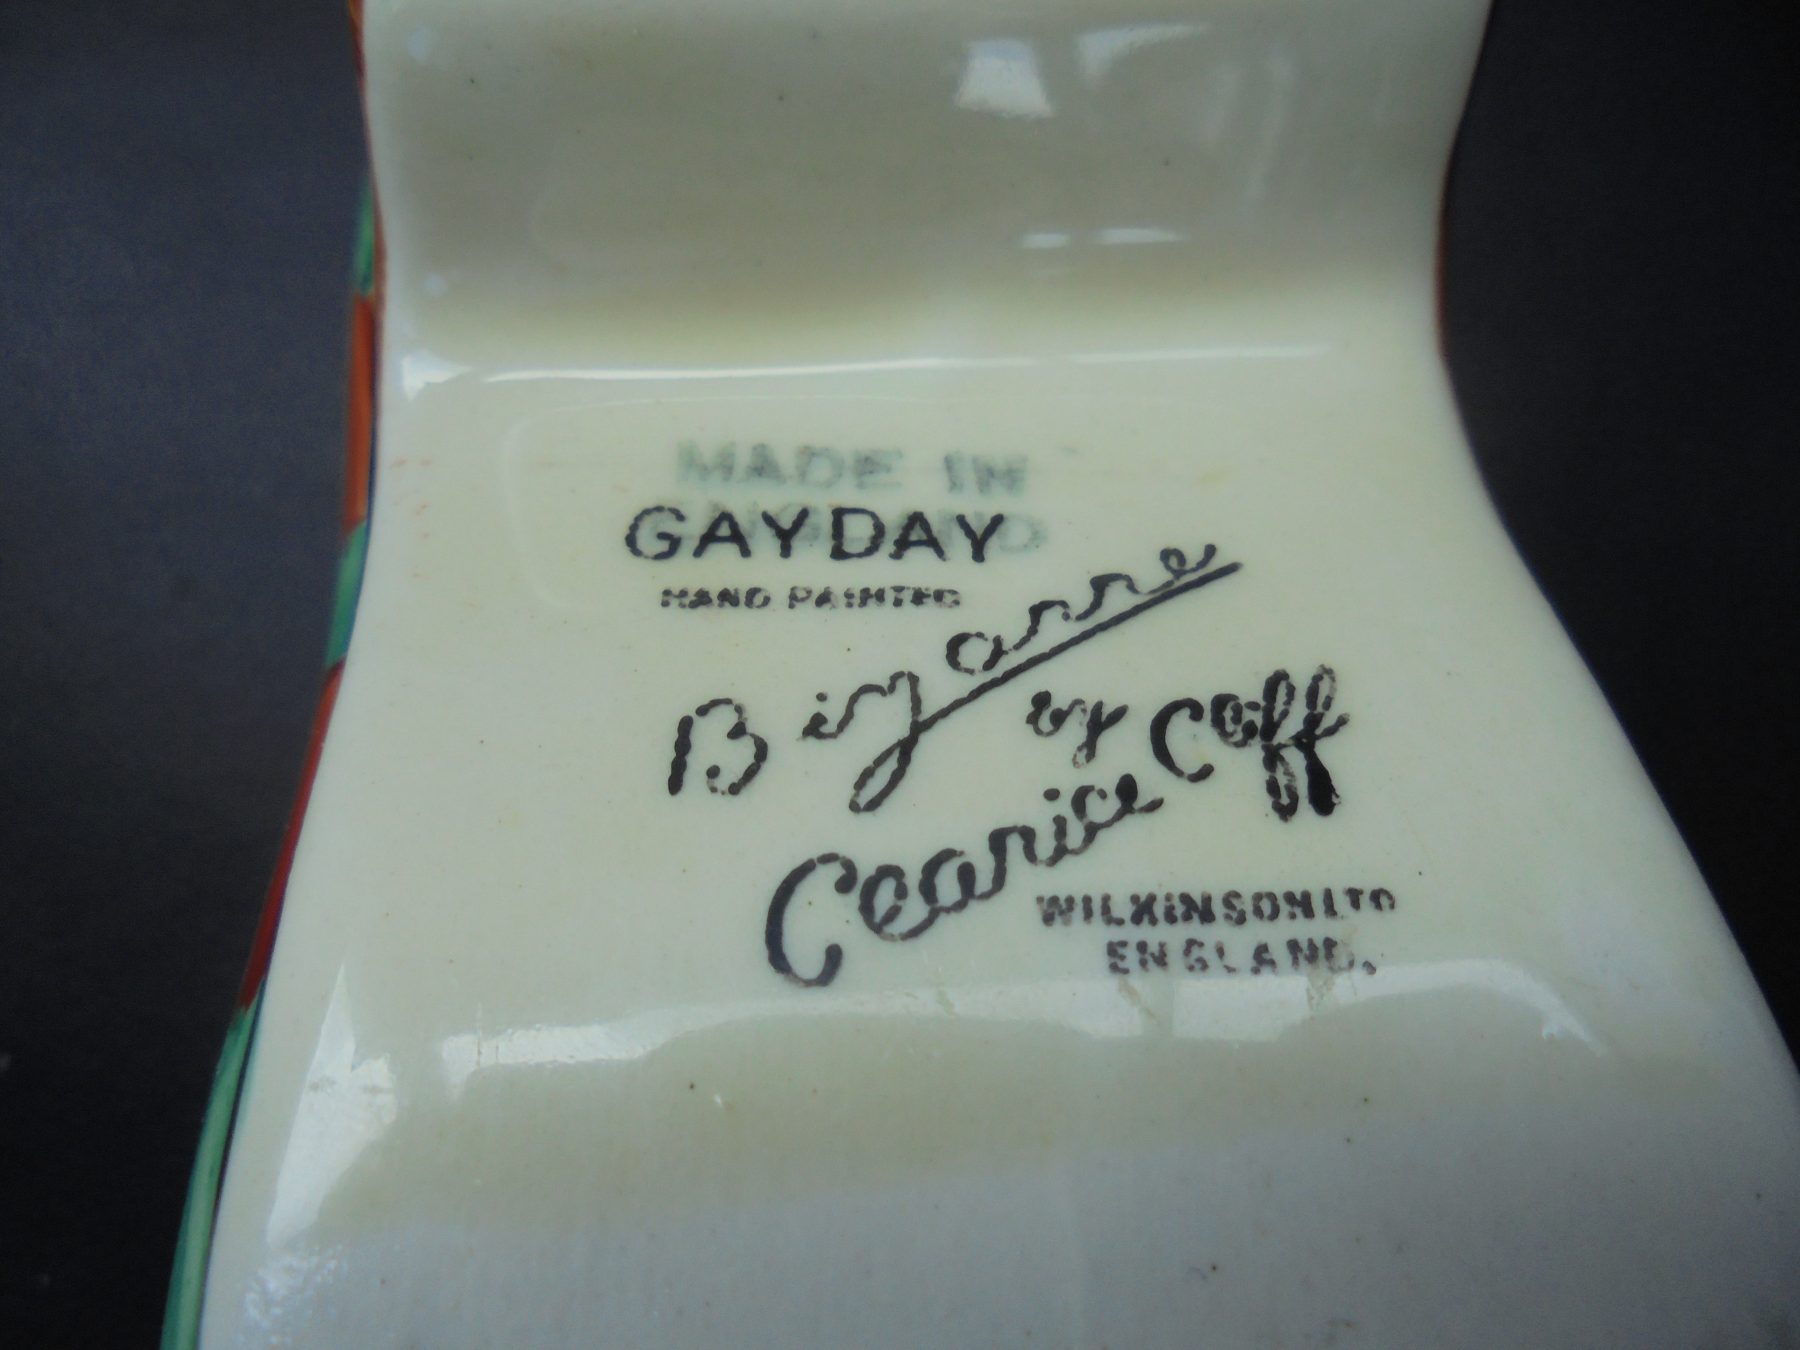 MADE IN
ENGLAND
GAYDAY
HAND PAINTED
Bizarre
by
Clarice Cliff
WILKINSON LTD
ENGLAND.